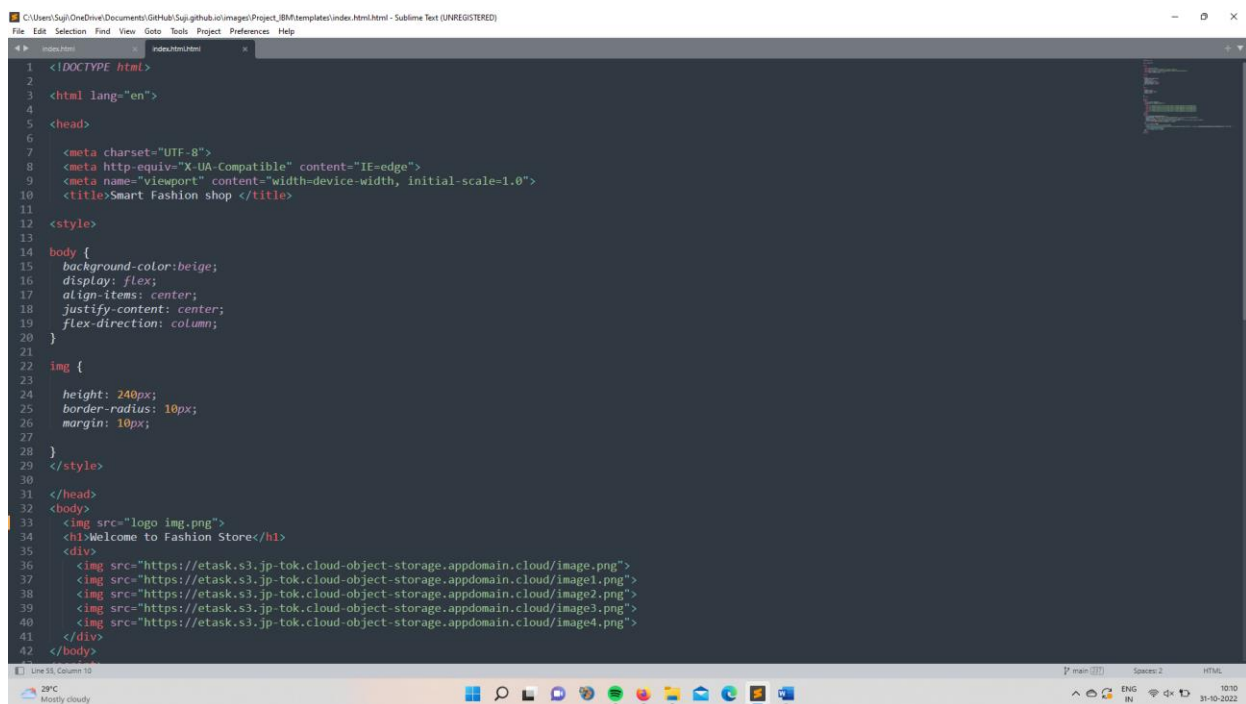 C:\Users\Suji\OneDrive\Documents\GitHub\Suji.github.io\images\Project_IBM\templates\index.html.html - Sublime Text (UNREGISTERED)
File Edit Selection Find View Goto Tools Project Preferences Help
index.html index.html.html
1 <!DOCTYPE html>
2
3 <html lang="en">
4
5 <head>
6
7 <meta charset="UTF-8">
8 <meta http-equiv="X-UA-Compatible" content="IE=edge">
9 <meta name="viewport" content="width=device-width, initial-scale=1.0">
10 <title>Smart Fashion shop </title>
11
12 <style>
13
14 body {
15 background-color:beige;
16 display: flex;
17 align-items: center;
18 justify-content: center;
19 flex-direction: column;
20 }
21
22 img {
23
24 height: 240px;
25 border-radius: 10px;
26 margin: 10px;
27
28 }
29 </style>
30
31 </head>
32 <body>
33 <img src="logo img.png">
34 <h1>Welcome to Fashion Store</h1>
35 <div>
36 <img src="https://etask.s3.jp-tok.cloud-object-storage.appdomain.cloud/image.png">
37 <img src="https://etask.s3.jp-tok.cloud-object-storage.appdomain.cloud/image1.png">
38 <img src="https://etask.s3.jp-tok.cloud-object-storage.appdomain.cloud/image2.png">
39 <img src="https://etask.s3.jp-tok.cloud-object-storage.appdomain.cloud/image3.png">
40 <img src="https://etask.s3.jp-tok.cloud-object-storage.appdomain.cloud/image4.png">
41 </div>
42 </body>
Line 55, Column 10 main Spaces: 2 HTML
29°C
Mostly cloudy
ENG
IN
10:10
31-10-2022